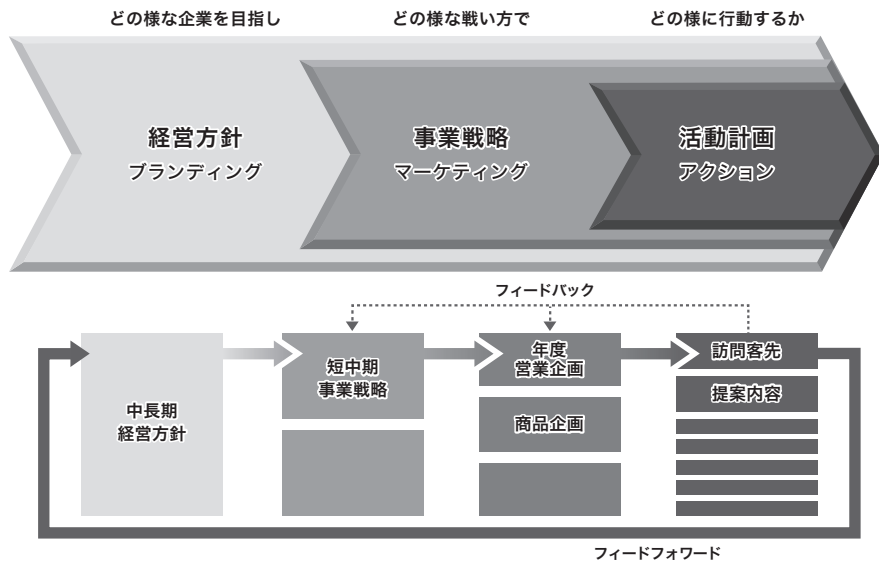 どの様な企業を目指し
どの様な戦い方で
どの様に行動するか
経営方針
ブランディング
事業戦略
マーケティング
活動計画
アクション
フィードバック
中長期
経営方針
短中期
事業戦略
年度
営業企画
商品企画
訪問客先
提案内容
フィードフォワード